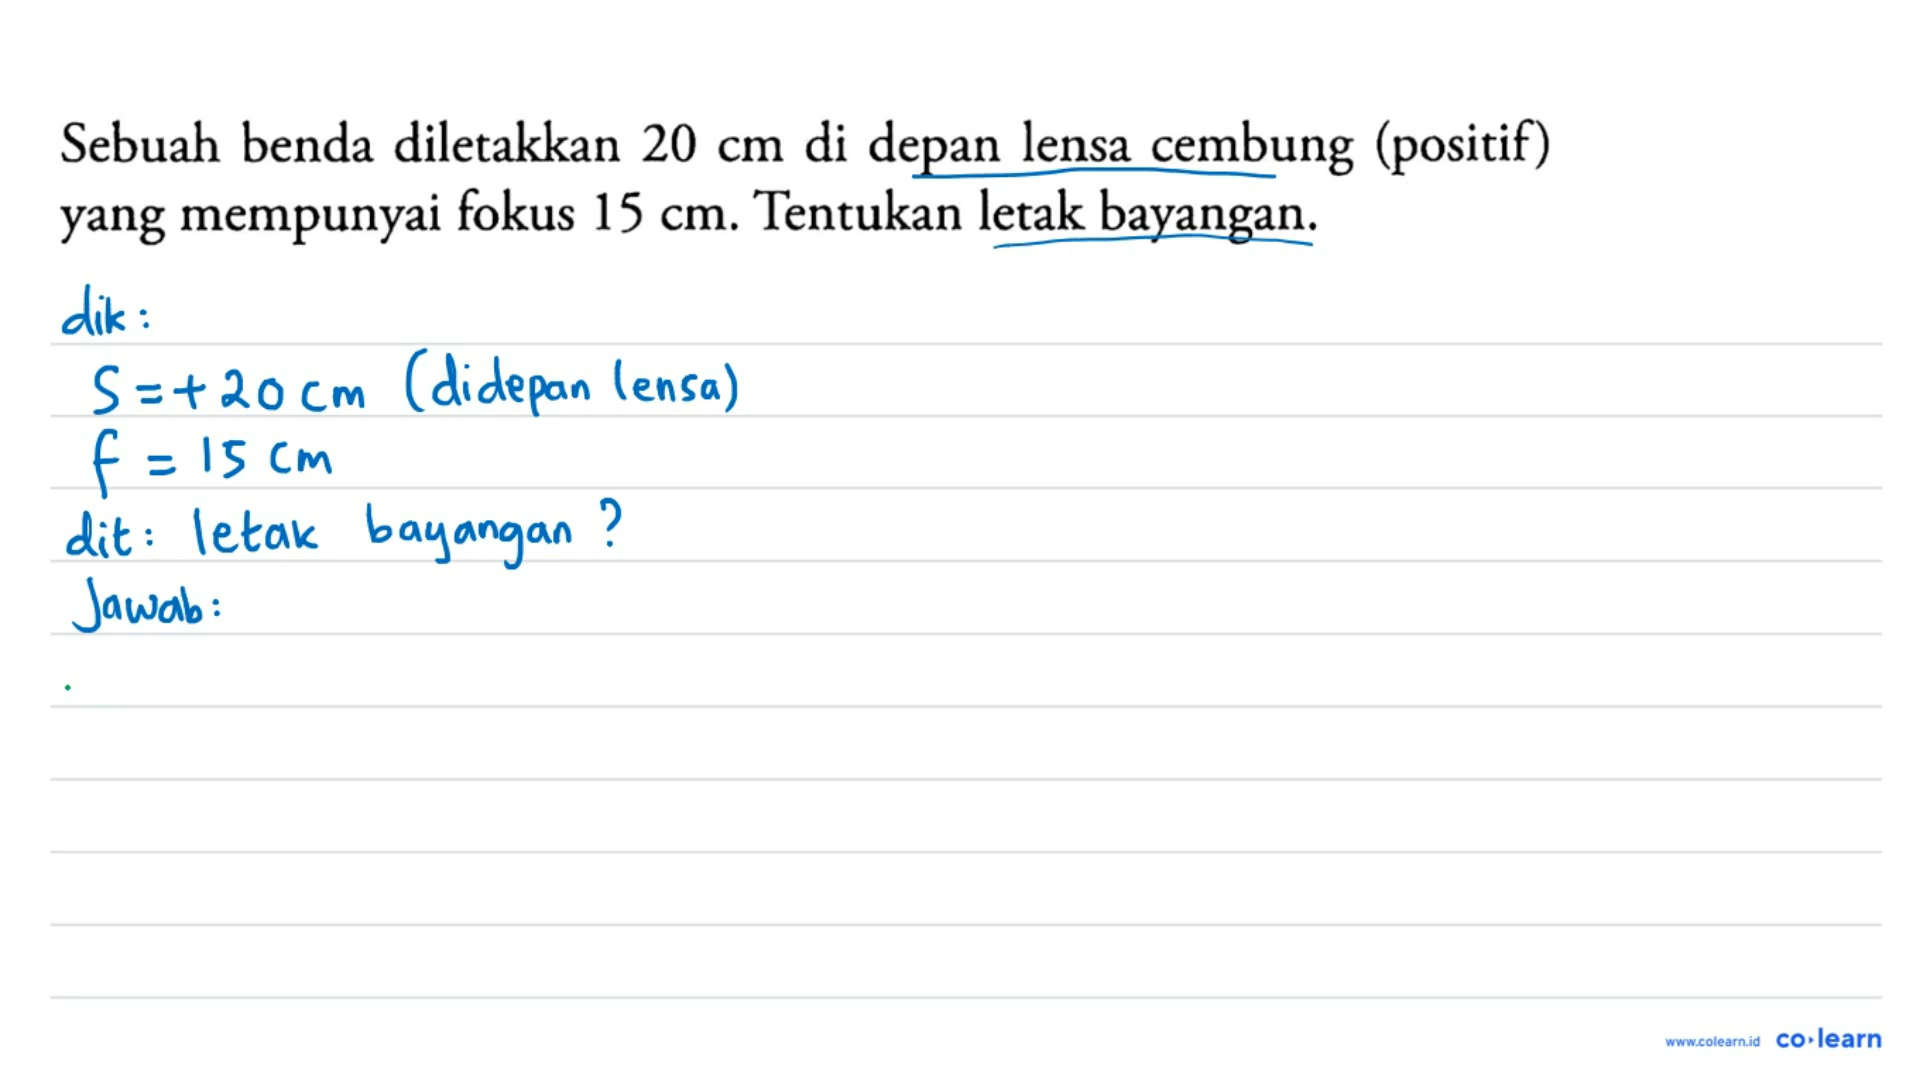 Sebuah benda diletakkan 20 cm di depan lensa cembung (positif)
yang mempunyai fokus 15 cm. Tentukan letak bayangan.
dik:
S = + 20 cm (didepan lensa)
f = 15 cm
dit: letak bayangan ?
Jawab:
www.colearn.id co learn